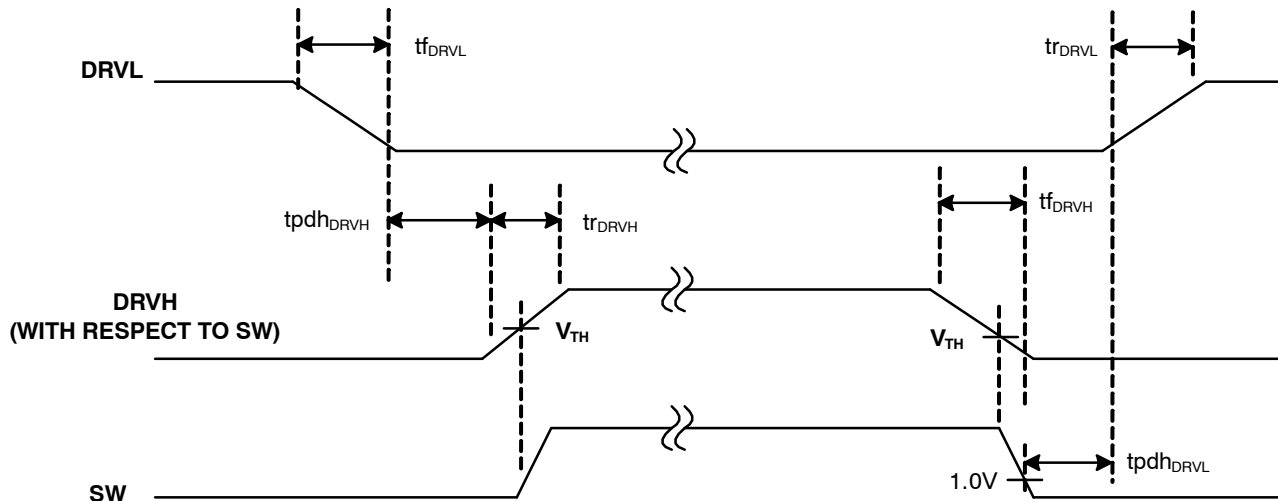 tfDRVL
trDRVL
DRVL
tpdhDRVH
trDRVH
tfDRVH
DRVH
(WITH RESPECT TO SW)
VTH
VTH
1.0V
tpdhDRVL
SW